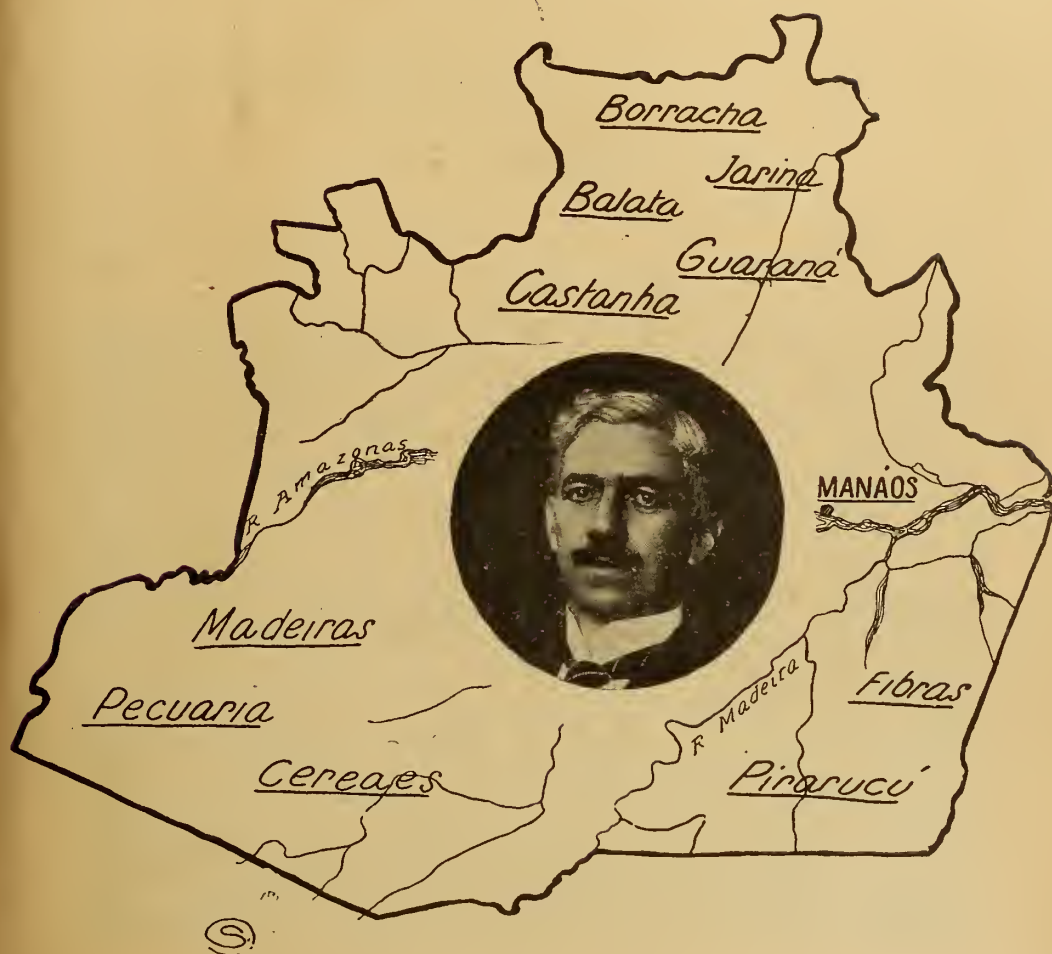 Borracha
Jarina
Balata
Guaraná
Castanha
R Amazonas
MANÁOS
Madeiras
Fibras
Pecuaria
R Madeira
Cereaes
Pirarucú
S.